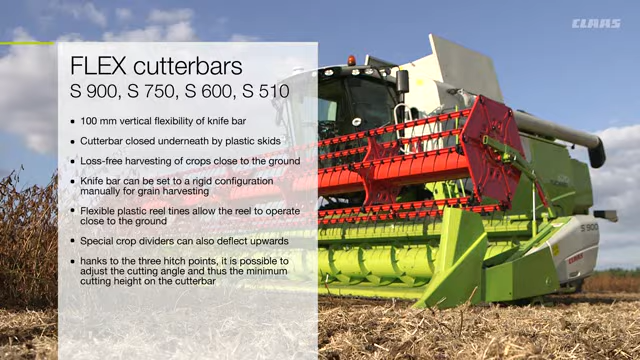 CLAAS
FLEX cutterbars
S 900, S 750, S 600, S 510
• 100 mm vertical flexibility of knife bar
• Cutterbar closed underneath by plastic skids
• Loss-free harvesting of crops close to the ground
• Knife bar can be set to a rigid configuration
manually for grain harvesting
• Flexible plastic reel tines allow the reel to operate
close to the ground
• Special crop dividers can also deflect upwards
• hanks to the three hitch points, it is possible to
adjust the cutting angle and thus the minimum
cutting height on the cutterbar
S 900
CLAAS